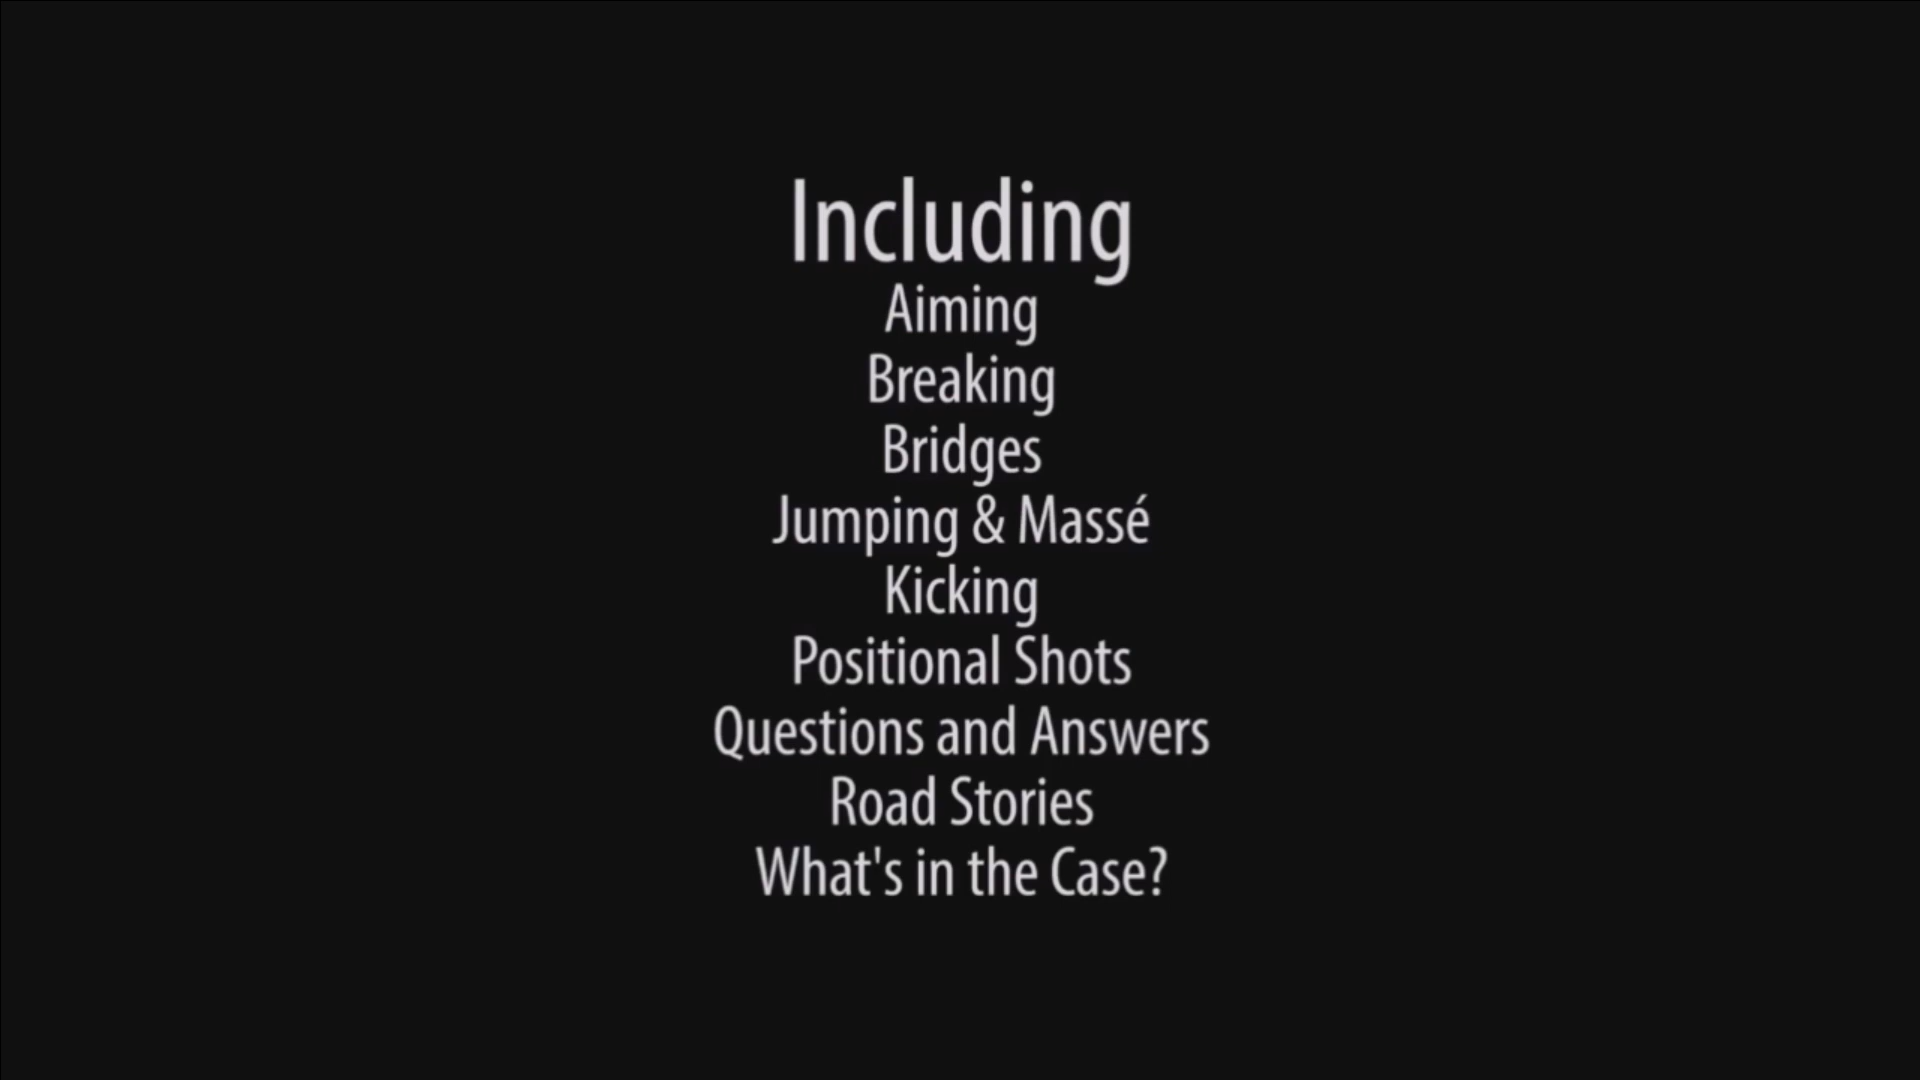 Including
Aiming
Breaking
Bridges
Jumping & Massé
Kicking
Positional Shots
Questions and Answers
Road Stories
What's in the Case?